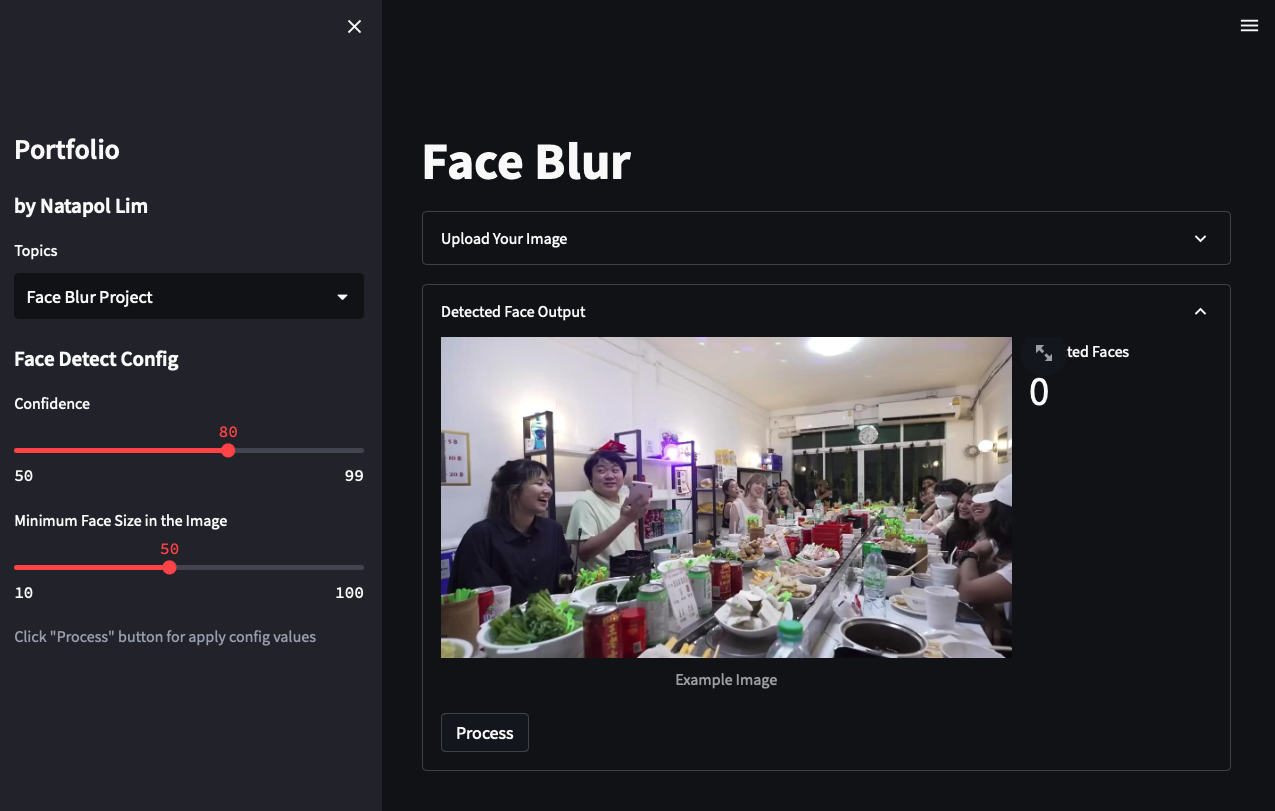 Portfolio
by Natapol Lim
Topics
Face Blur Project
Face Detect Config
Confidence
80
50 99
Minimum Face Size in the Image
50
10 100
Click "Process" button for apply config values
Face Blur
Upload Your Image
Detected Face Output
ted Faces
0
Example Image
Process